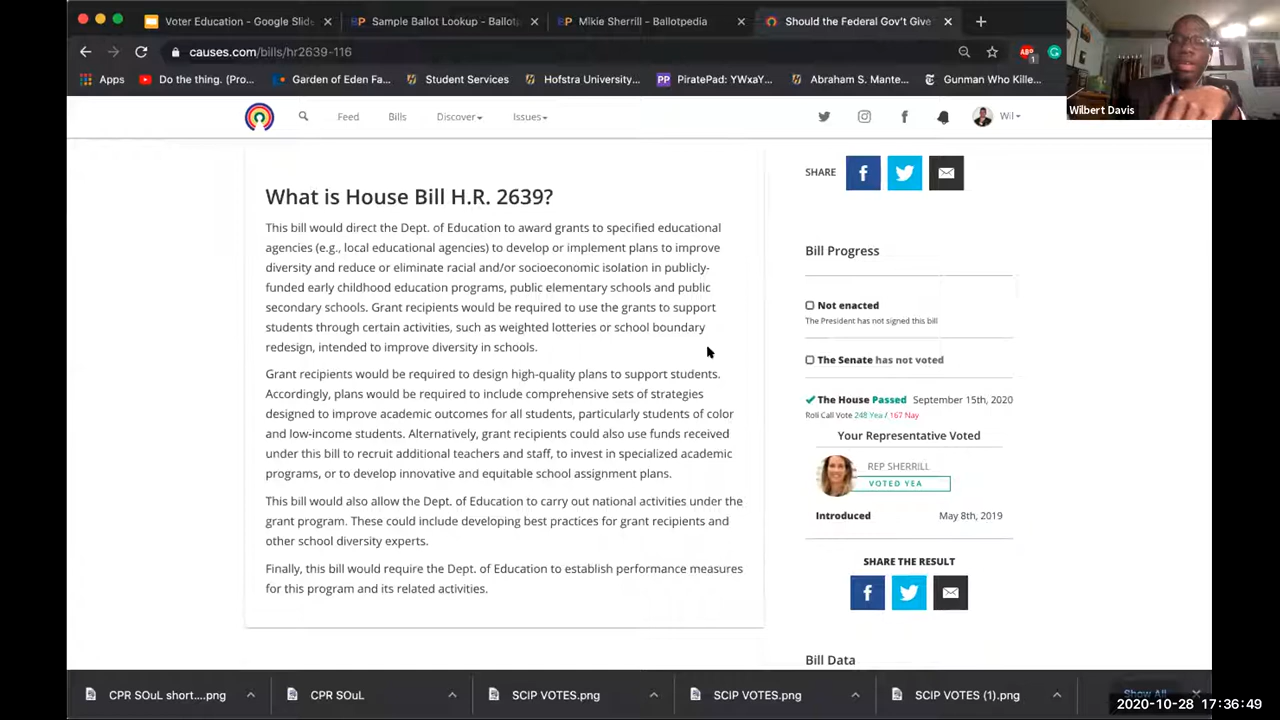 Voter Education - Google Slide
Sample Ballot Lookup - Ballotp
Mikie Sherrill - Ballotpedia
Should the Federal Gov't Give
causes.com/bills/hr2639-116
Apps
Do the thing. (Pro...
Garden of Eden Fa...
Student Services
Hofstra University...
PiratePad: YWxaY...
Abraham S. Mante...
Gunman Who Kille...
Wilbert Davis
Feed
Bills
Discover
Issues
Wil
What is House Bill H.R. 2639?
This bill would direct the Dept. of Education to award grants to specified educational
agencies (e.g., local educational agencies) to develop or implement plans to improve
diversity and reduce or eliminate racial and/or socioeconomic isolation in publicly-
funded early childhood education programs, public elementary schools and public
secondary schools. Grant recipients would be required to use the grants to support
students through certain activities, such as weighted lotteries or school boundary
redesign, intended to improve diversity in schools.
Grant recipients would be required to design high-quality plans to support students.
Accordingly, plans would be required to include comprehensive sets of strategies
designed to improve academic outcomes for all students, particularly students of color
and low-income students. Alternatively, grant recipients could also use funds received
under this bill to recruit additional teachers and staff, to invest in specialized academic
programs, or to develop innovative and equitable school assignment plans.
This bill would also allow the Dept. of Education to carry out national activities under the
grant program. These could include developing best practices for grant recipients and
other school diversity experts.
Finally, this bill would require the Dept. of Education to establish performance measures
for this program and its related activities.
SHARE
Bill Progress
Not enacted
The President has not signed this bill
The Senate has not voted
The House Passed September 15th, 2020
Roll Call Vote 248 Yea / 167 Nay
Your Representative Voted
REP SHERRILL
VOTED YEA
Introduced May 8th, 2019
SHARE THE RESULT
Bill Data
CPR SOuL short....png
CPR SOuL
SCIP VOTES.png
SCIP VOTES.png
SCIP VOTES (1).png
Show All
2020-10-28 17:36:49